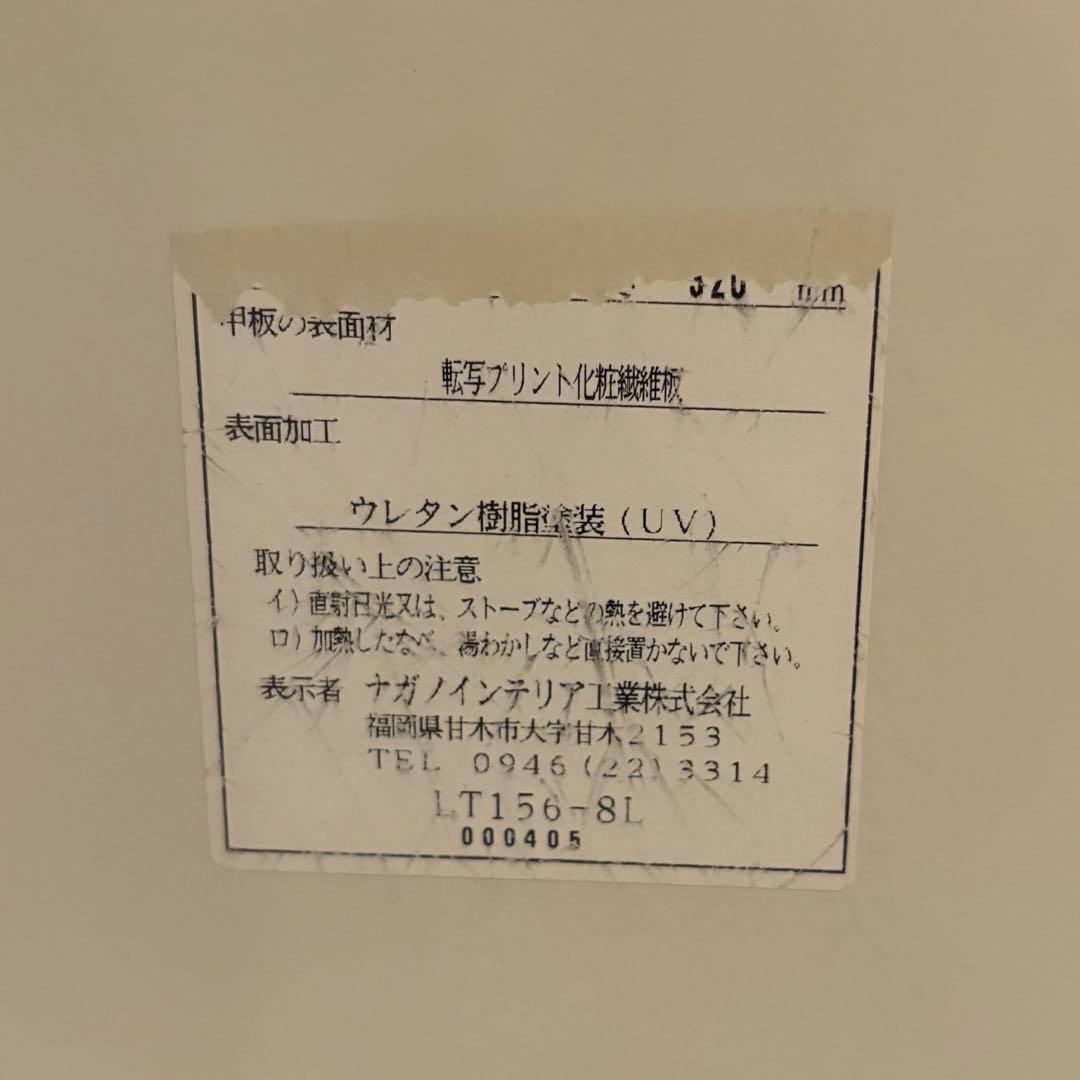 320 mm
甲板の表面材
転写プリント化粧繊維板
表面加工
ウレタン樹脂塗装(UV)
取り扱い上の注意
イ)直射日光又は、ストーブなどの熱を避けて下さい。
ロ)加熱したなべ、湯わかしなど直接置かないで下さい。
表示者 ナガノインテリア工業株式会社
福岡県甘木市大字甘木2153
TEL 0946(22)3314
LT156-8L
000405